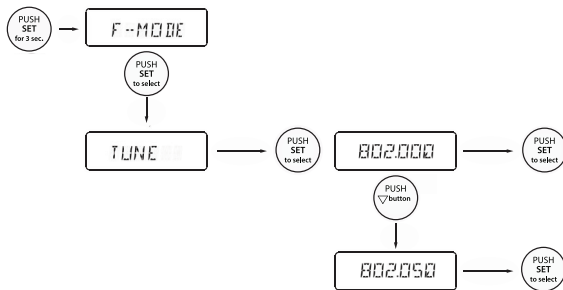 PUSH
SET
for 3 sec.
F--MODE
PUSH
SET
to select
TUNE
PUSH
SET
to select
802.000
PUSH
SET
to select
PUSH
▽button
802.050
PUSH
SET
to select